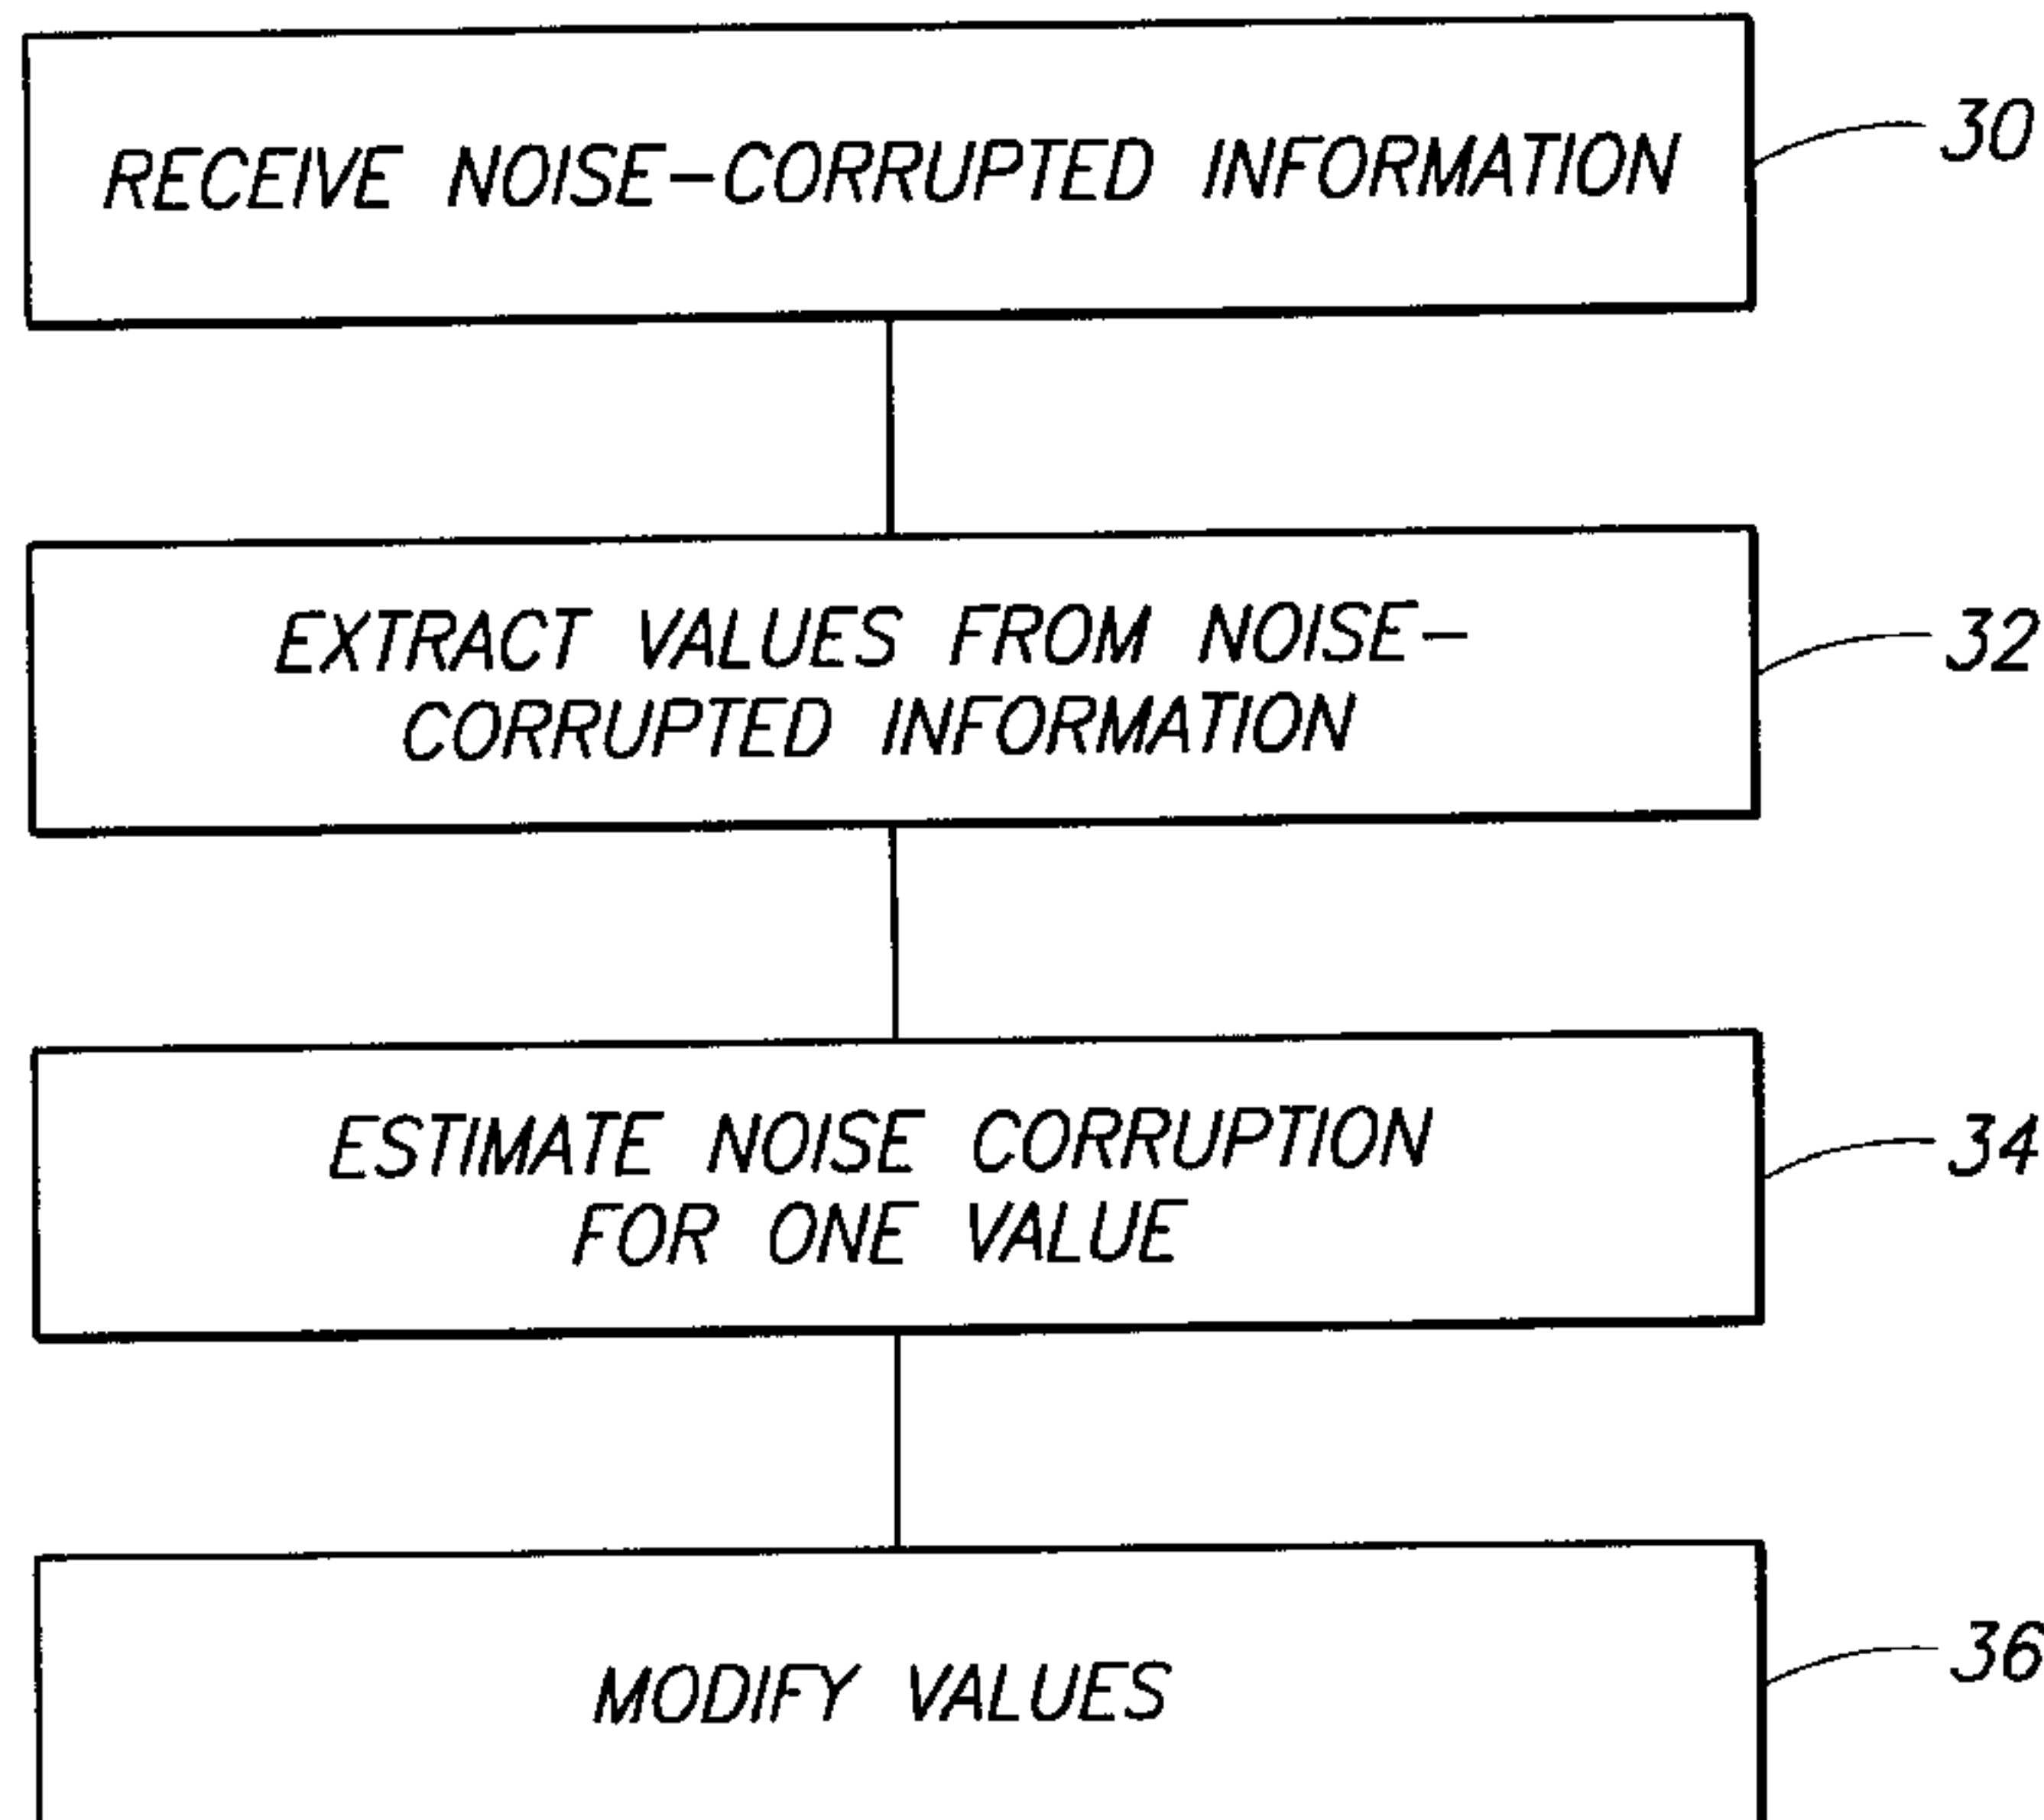 RECEIVE NOISE-CORRUPTED INFORMATION
30
EXTRACT VALUES FROM NOISE-
CORRUPTED INFORMATION
32
ESTIMATE NOISE CORRUPTION
FOR ONE VALUE
34
MODIFY VALUES
36